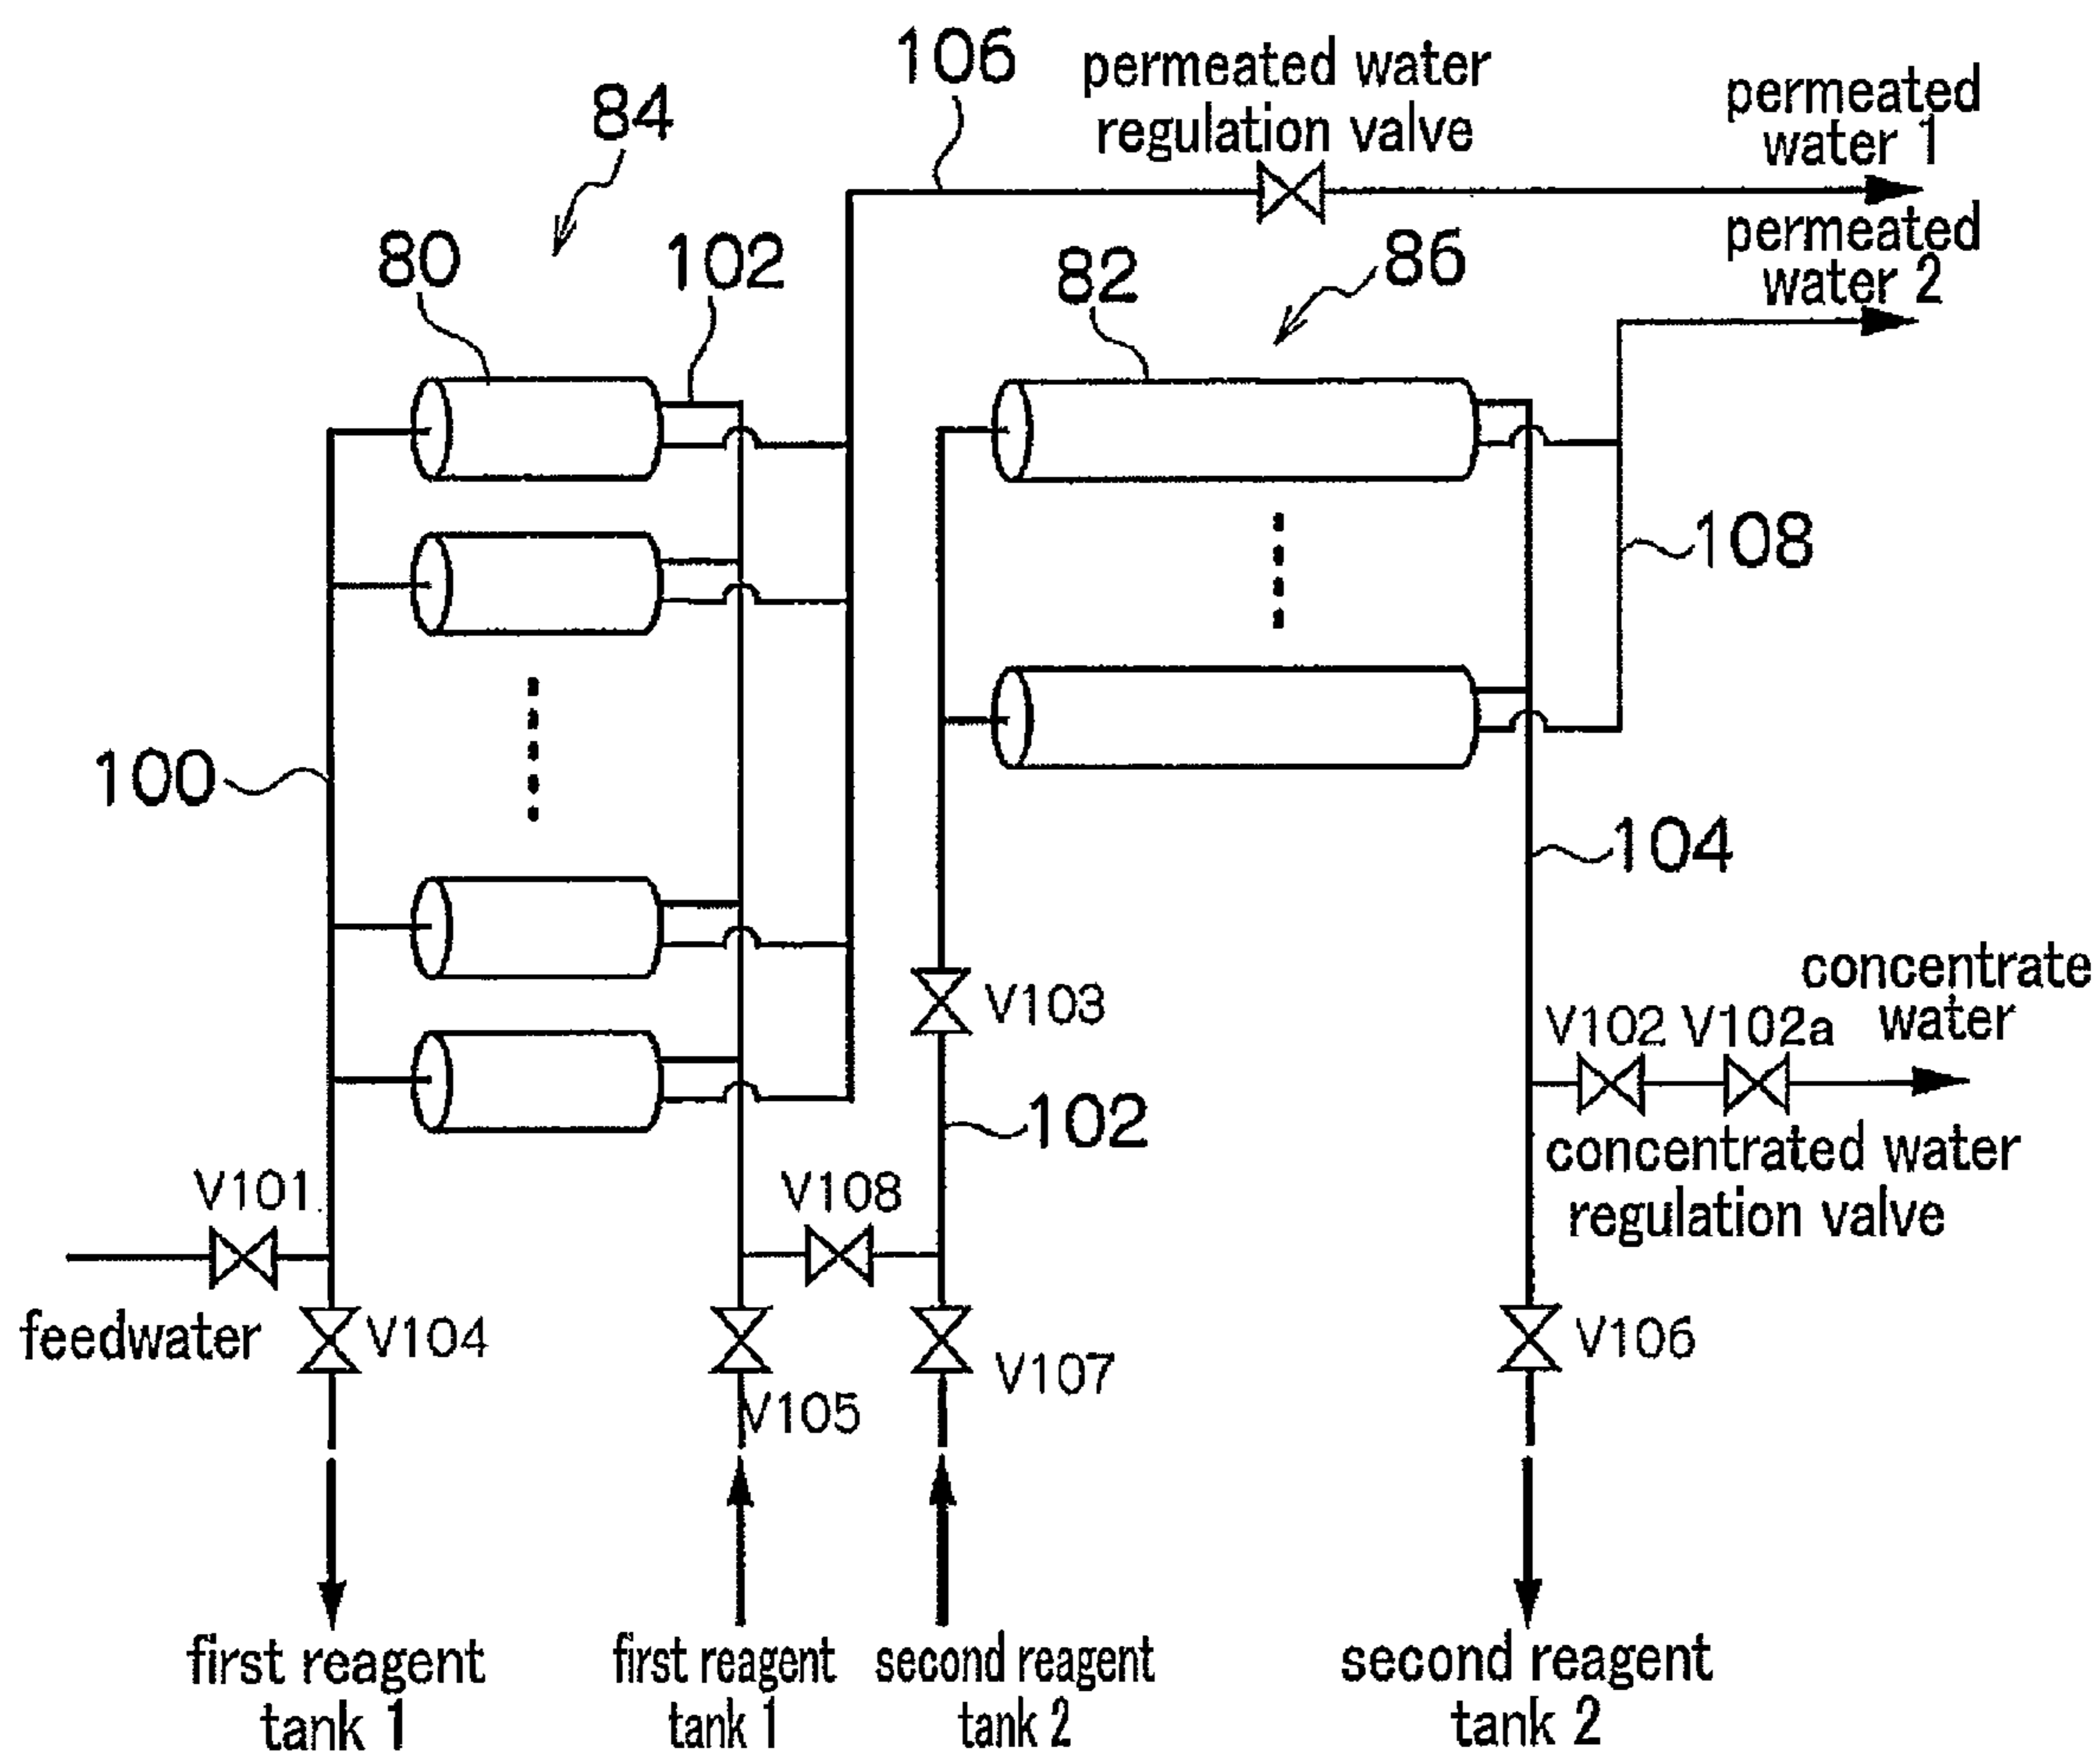 106
permeated water
regulation valve
permeated
water 1
84
permeated
water 2
80
102
82
86
108
100
104
V103
concentrate
water
V102
V102a
102
concentrated water
regulation valve
V101
V108
feedwater
V104
V105
V107
V106
first reagent
tank 1
first reagent
tank 1
second reagent
tank 2
second reagent
tank 2